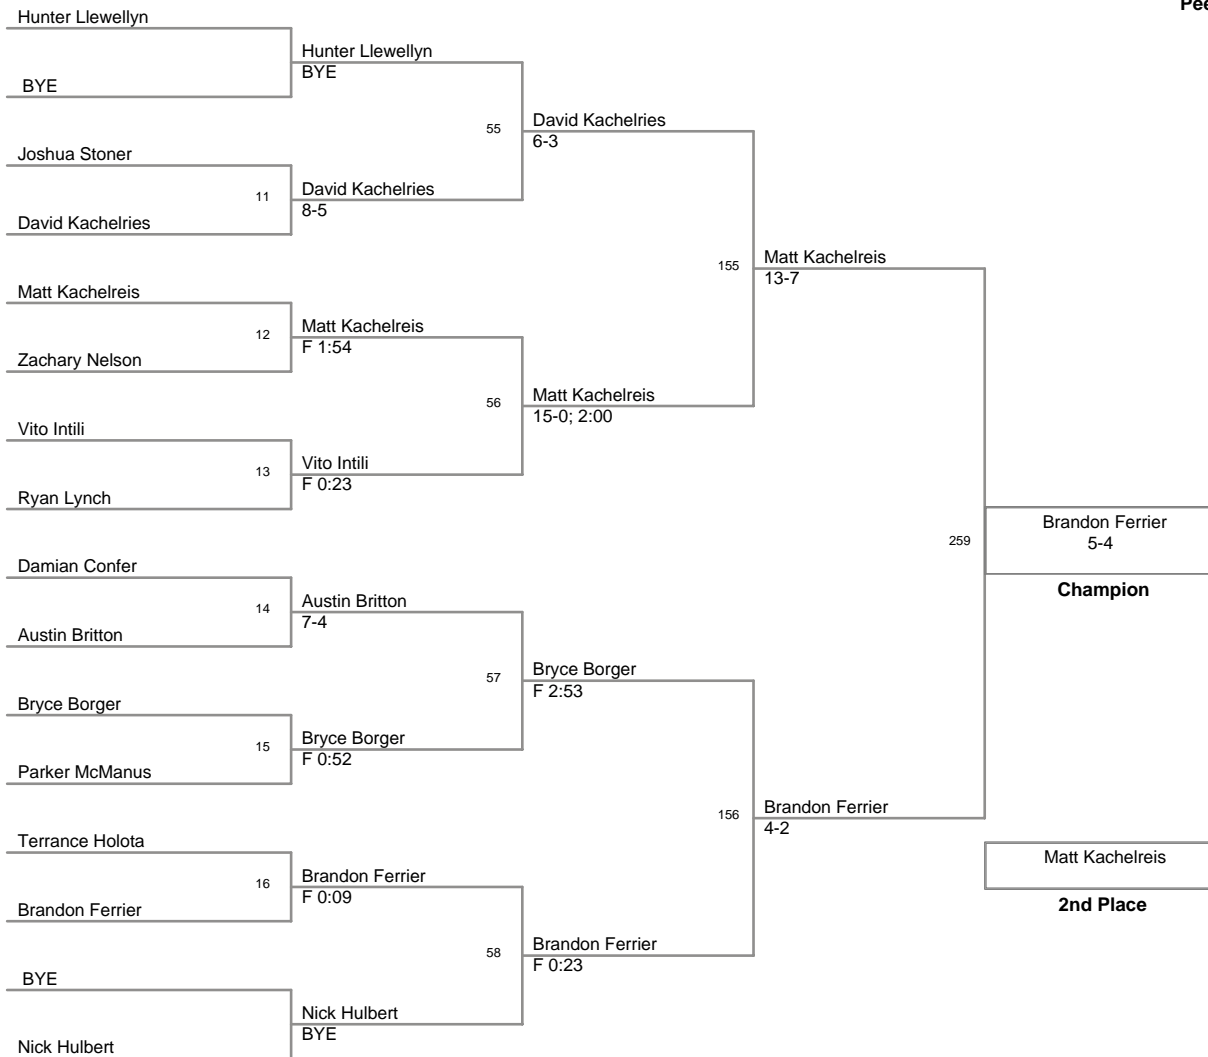 Pee
Hunter Llewellyn
Hunter Llewellyn
BYE
BYE
55
David Kachelries
6-3
Joshua Stoner
11
David Kachelries
8-5
David Kachelries
155
Matt Kachelreis
13-7
Matt Kachelreis
12
Matt Kachelreis
F 1:54
Zachary Nelson
56
Matt Kachelreis
15-0; 2:00
Vito Intili
13
Vito Intili
F 0:23
Ryan Lynch
259
Brandon Ferrier
5-4
Champion
Damian Confer
14
Austin Britton
7-4
Austin Britton
57
Bryce Borger
F 2:53
Bryce Borger
15
Bryce Borger
F 0:52
Parker McManus
156
Brandon Ferrier
4-2
Terrance Holota
16
Brandon Ferrier
F 0:09
Brandon Ferrier
Matt Kachelreis
2nd Place
58
Brandon Ferrier
F 0:23
BYE
Nick Hulbert
BYE
Nick Hulbert